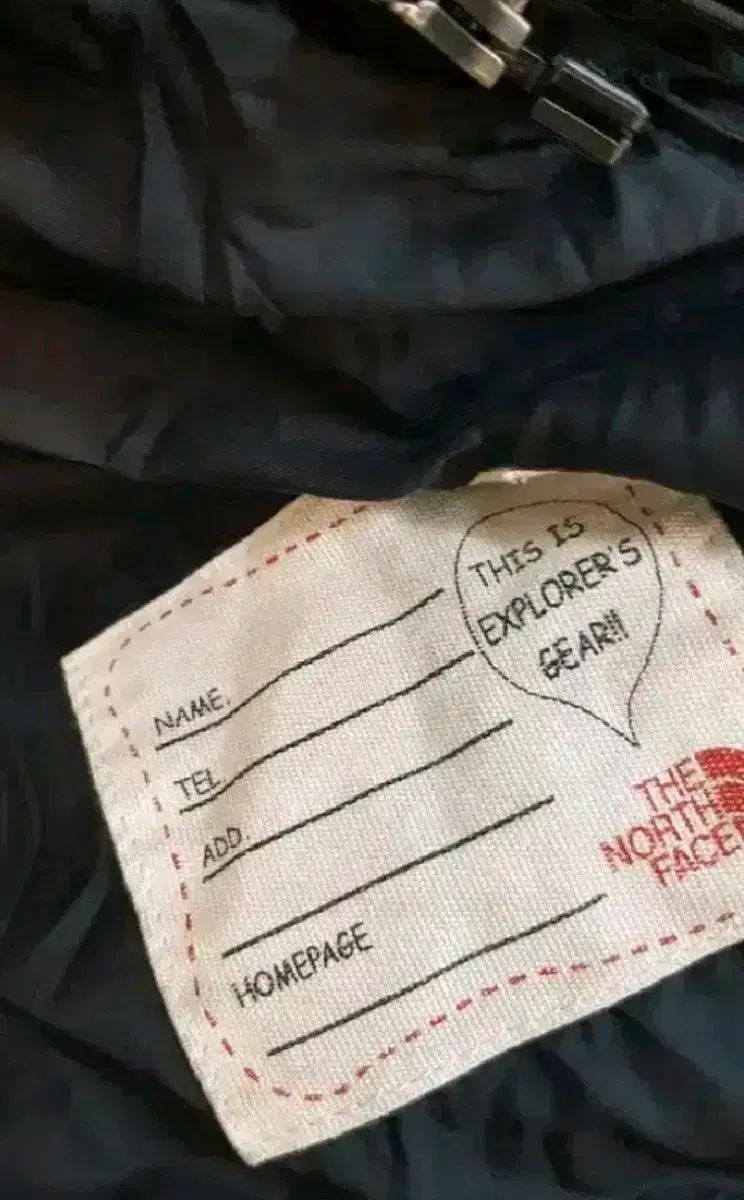 THIS IS
EXPLORER'S
GEAR!!
NAME.
TEL.
ADD.
HOMEPAGE
THE
NORTH
FACE